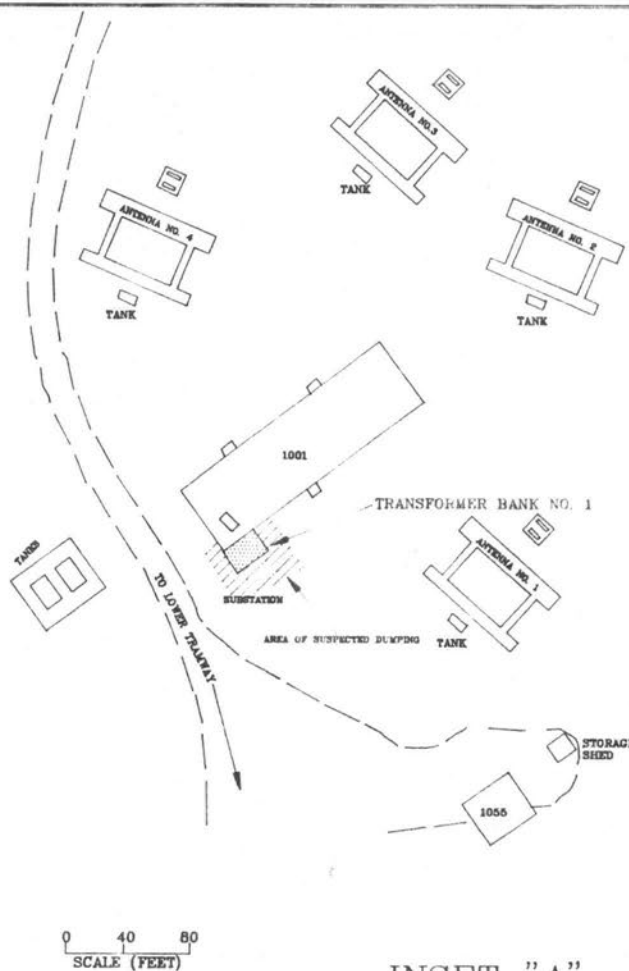 ANTENNA NO.3
TANK
ANTENNA NO. 4
TANK
ANTENNA NO. 2
TANK
1001
TRANSFORMER BANK NO. 1
TANKS
SUBSTATION
TO LOWER TRAMWAY
AREA OF SUSPECTED DUMPING
ANTENNA NO. 1
TANK
STORAGE
SHED
1055
0 40 80
SCALE (FEET)
INSET "A"